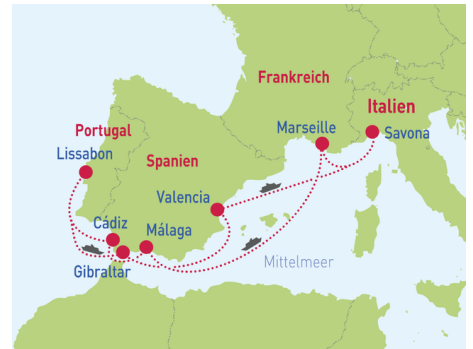 Frankreich
Italien
Marseille
Savona
Portugal
Lissabon
Spanien
Valencia
Cádiz
Málaga
Gibraltar
Mittelmeer